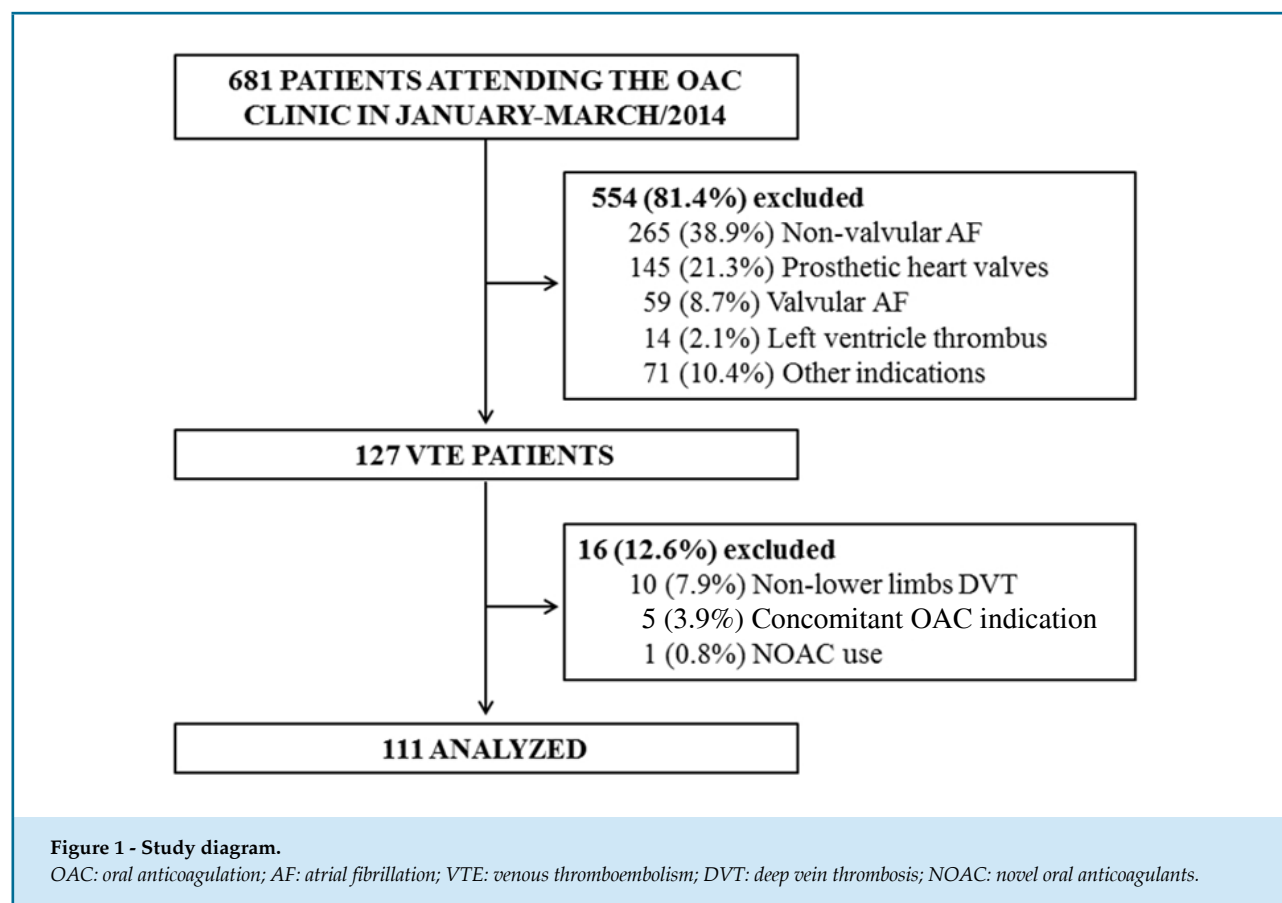 681 PATIENTS ATTENDING THE OAC
CLINIC IN JANUARY-MARCH/2014
554 (81.4%) excluded
265 (38.9%) Non-valvular AF
145 (21.3%) Prosthetic heart valves
59 (8.7%) Valvular AF
14 (2.1%) Left ventricle thrombus
71 (10.4%) Other indications
127 VTE PATIENTS
16 (12.6%) excluded
10 (7.9%) Non-lower limbs DVT
5 (3.9%) Concomitant OAC indication
1 (0.8%) NOAC use
111 ANALYZED
Figure 1 - Study diagram.
OAC: oral anticoagulation; AF: atrial fibrillation; VTE: venous thromboembolism; DVT: deep vein thrombosis; NOAC: novel oral anticoagulants.